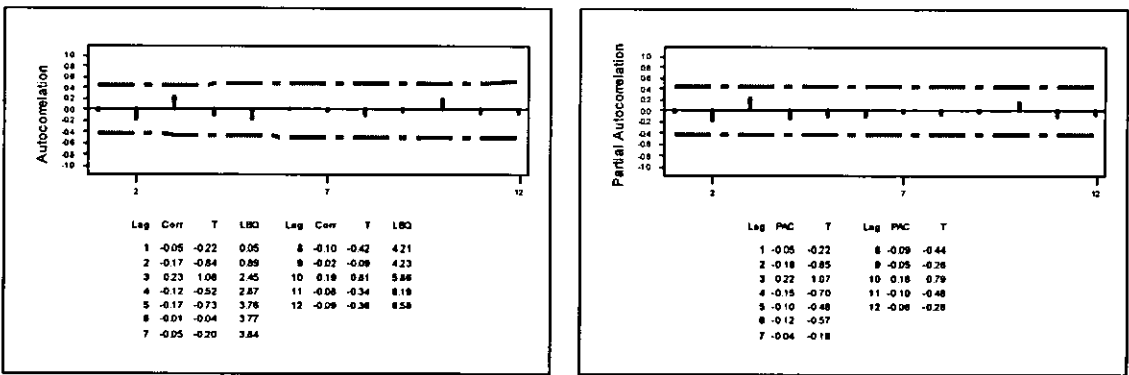 Autocorrelation
1.0
0.8
0.6
0.4
0.2
0.0
-0.2
-0.4
-0.6
-0.8
-1.0
2 7 12
Lag Corr T LBQ Lag Corr T LBQ
1 -0.05 -0.22 0.05 8 -0.10 -0.42 4.21
2 -0.17 -0.84 0.89 9 -0.02 -0.09 4.23
3 0.23 1.08 2.45 10 0.19 0.81 5.86
4 -0.12 -0.52 2.87 11 -0.08 -0.34 6.19
5 -0.17 -0.73 3.76 12 -0.09 -0.36 6.58
6 -0.01 -0.04 3.77
7 -0.05 -0.20 3.84
Partial Autocorrelation
1.0
0.8
0.6
0.4
0.2
0.0
-0.2
-0.4
-0.6
-0.8
-1.0
2 7 12
Lag PAC T Lag PAC T
1 -0.05 -0.22 8 -0.09 -0.44
2 -0.18 -0.85 9 -0.05 -0.26
3 0.22 1.07 10 0.16 0.79
4 -0.15 -0.70 11 -0.10 -0.48
5 -0.10 -0.48 12 -0.06 -0.28
6 -0.12 -0.57
7 -0.04 -0.18